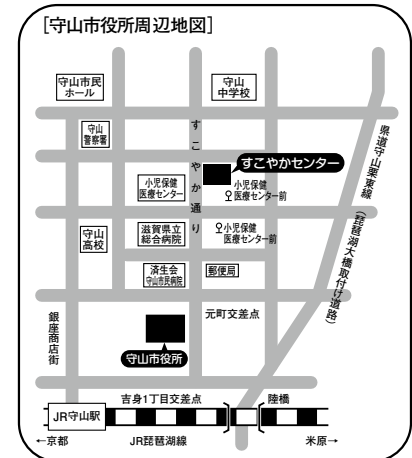 [守山市役所周辺地図]
守山市民
ホール
守山
中学校
守山
警察署
すこやか通り
すこやかセンター
小児保健
医療センター
小児保健
医療センター前
県道守山栗東線
(琵琶湖大橋取付け道路)
守山
高校
滋賀県立
総合病院
小児保健
医療センター前
済生会
守山市民病院
郵便局
銀座商店街
元町交差点
守山市役所
吉身1丁目交差点
陸橋
JR守山駅
←京都
JR琵琶湖線
米原→